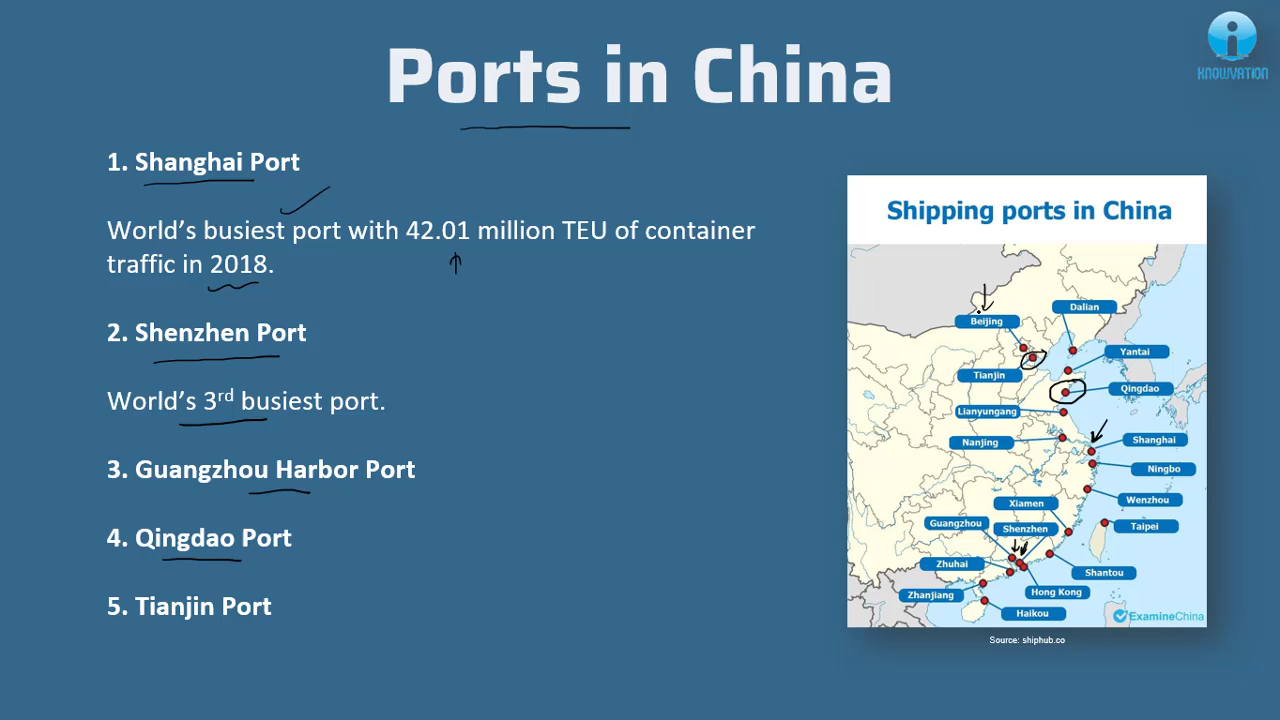 Ports in China
KNOWVATION
1. Shanghai Port
World's busiest port with 42.01 million TEU of container
traffic in 2018.
2. Shenzhen Port
World's 3rd busiest port.
3. Guangzhou Harbor Port
4. Qingdao Port
5. Tianjin Port
Shipping ports in China
Dalian
Beijing
Yantai
Tianjin
Qingdao
Lianyungang
Shanghai
Nanjing
Ningbo
Wenzhou
Xiamen
Guangzhou
Taipei
Shenzhen
Zhuhai
Shantou
Hong Kong
Zhanjiang
Haikou
ExamineChina
Source: shiphub.co